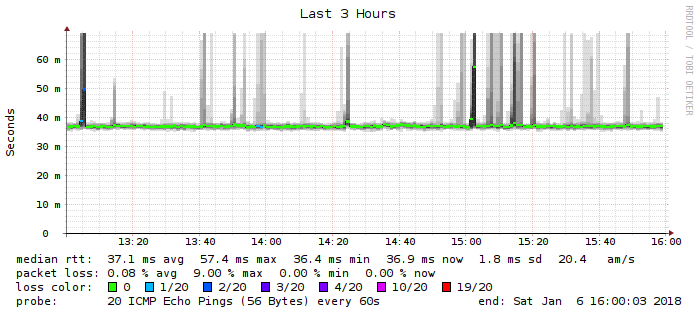 Last 3 Hours
RRDTOOL / TOBI OETIKER
Seconds
60 m
50 m
40 m
30 m
20 m
10 m
0
13:20 13:40 14:00 14:20 14:40 15:00 15:20 15:40 16:00
median rtt: 37.1 ms avg 57.4 ms max 36.4 ms min 36.9 ms now 1.8 ms sd 20.4 am/s
packet loss: 0.08 % avg 9.00 % max 0.00 % min 0.00 % now
loss color: 0 1/20 2/20 3/20 4/20 10/20 19/20
probe: 20 ICMP Echo Pings (56 Bytes) every 60s end: Sat Jan 6 16:00:03 2018